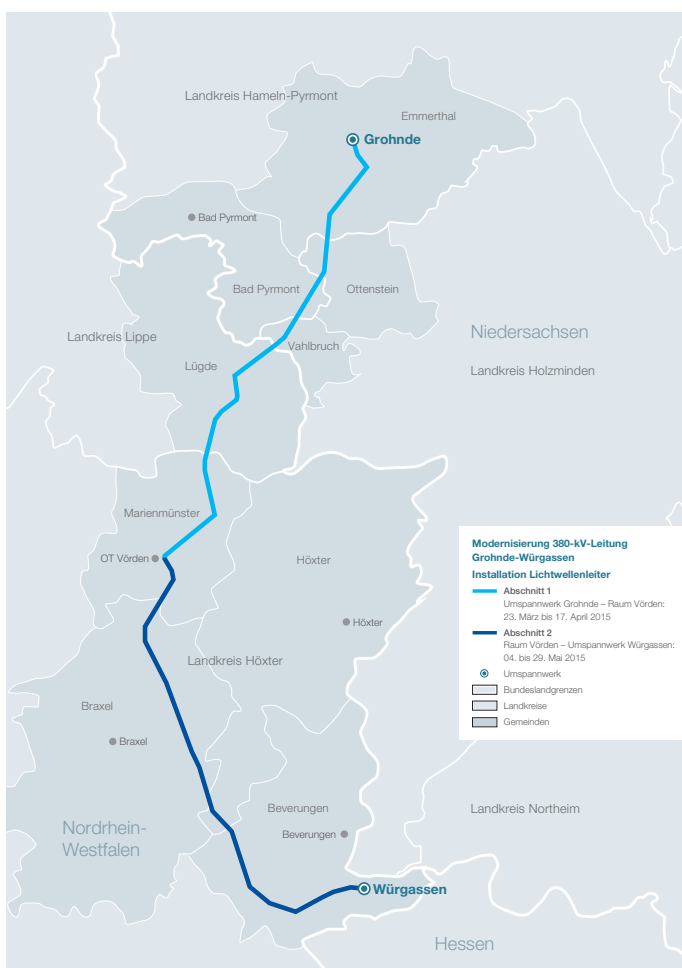 Landkreis Hameln-Pyrmont
Emmerthal
Grohnde
Bad Pyrmont
Bad Pyrmont
Ottenstein
Niedersachsen
Landkreis Lippe
Vahlbruch
Lügde
Landkreis Holzminden
Marienmünster
OT Vörden
Höxter
Höxter
Landkreis Höxter
Modernisierung 380-kV-Leitung
Grohnde-Würgassen
Installation Lichtwellenleiter
Abschnitt 1
Umspannwerk Grohnde – Raum Vörden:
23. März bis 17. April 2015
Abschnitt 2
Raum Vörden – Umspannwerk Würgassen:
04. bis 29. Mai 2015
Umspannwerk
Bundeslandgrenzen
Landkreise
Gemeinden
Braxel
Braxel
Beverungen
Beverungen
Landkreis Northeim
Nordrhein-
Westfalen
Würgassen
Hessen